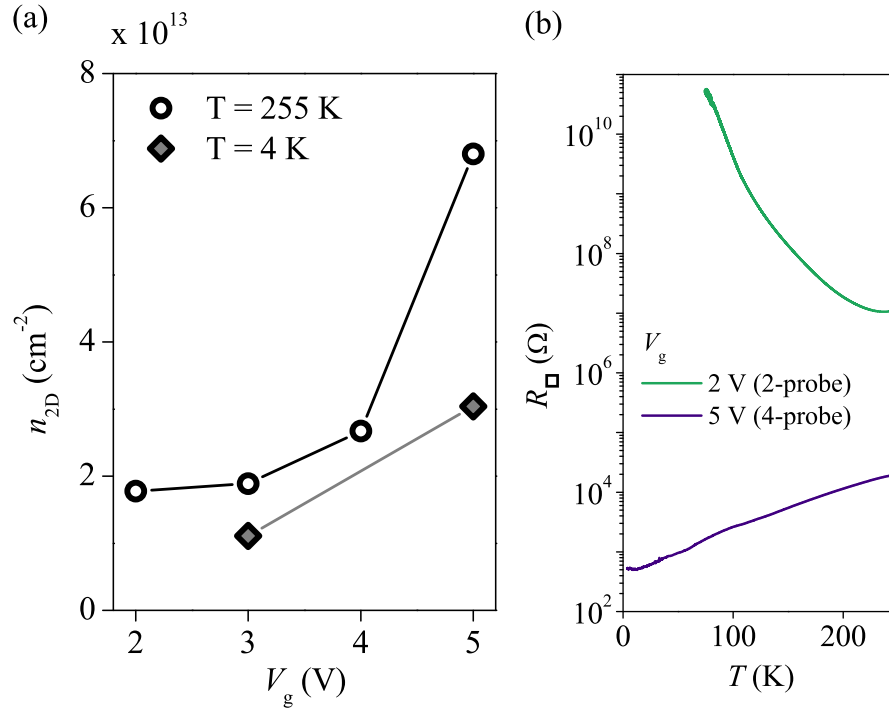 (a)
x 10^13
8
6
4
2
0
n_2D (cm^-2)
T = 255 K
T = 4 K
2 3 4 5
V_g (V)
(b)
10^10
10^8
10^6
10^4
10^2
R_□ (Ω)
V_g
2 V (2-probe)
5 V (4-probe)
0 100 200
T (K)